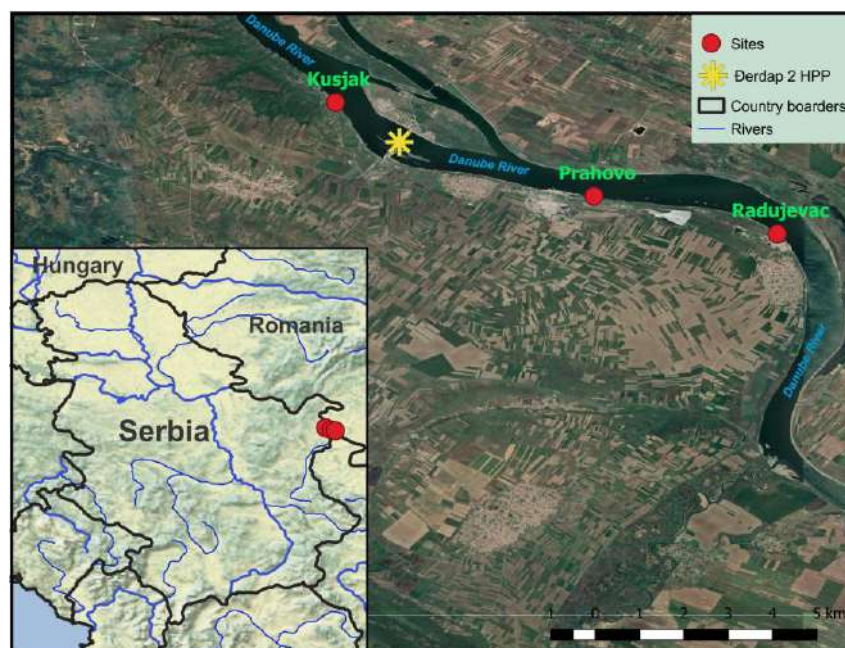 Danube River
Kusjak
Danube River
Prahovo
Radujevac
Danube River
Sites
Đerdap 2 HPP
Country boarders
Rivers
Hungary
Romania
Serbia
1 0 1 2 3 4 5 km